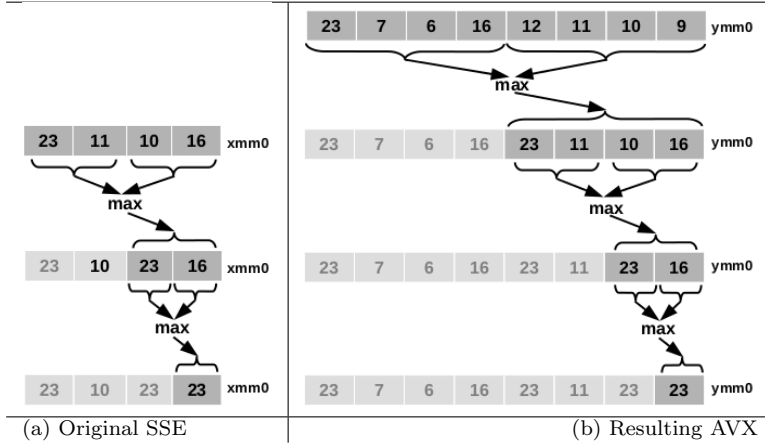 23 7 6 16 12 11 10 9 ymm0
max
23 11 10 16 xmm0
23 7 6 16 23 11 10 16 ymm0
max
max
23 10 23 16 xmm0
23 7 6 16 23 11 23 16 ymm0
max
max
23 10 23 23 xmm0
23 7 6 16 23 11 23 23 ymm0
(a) Original SSE
(b) Resulting AVX